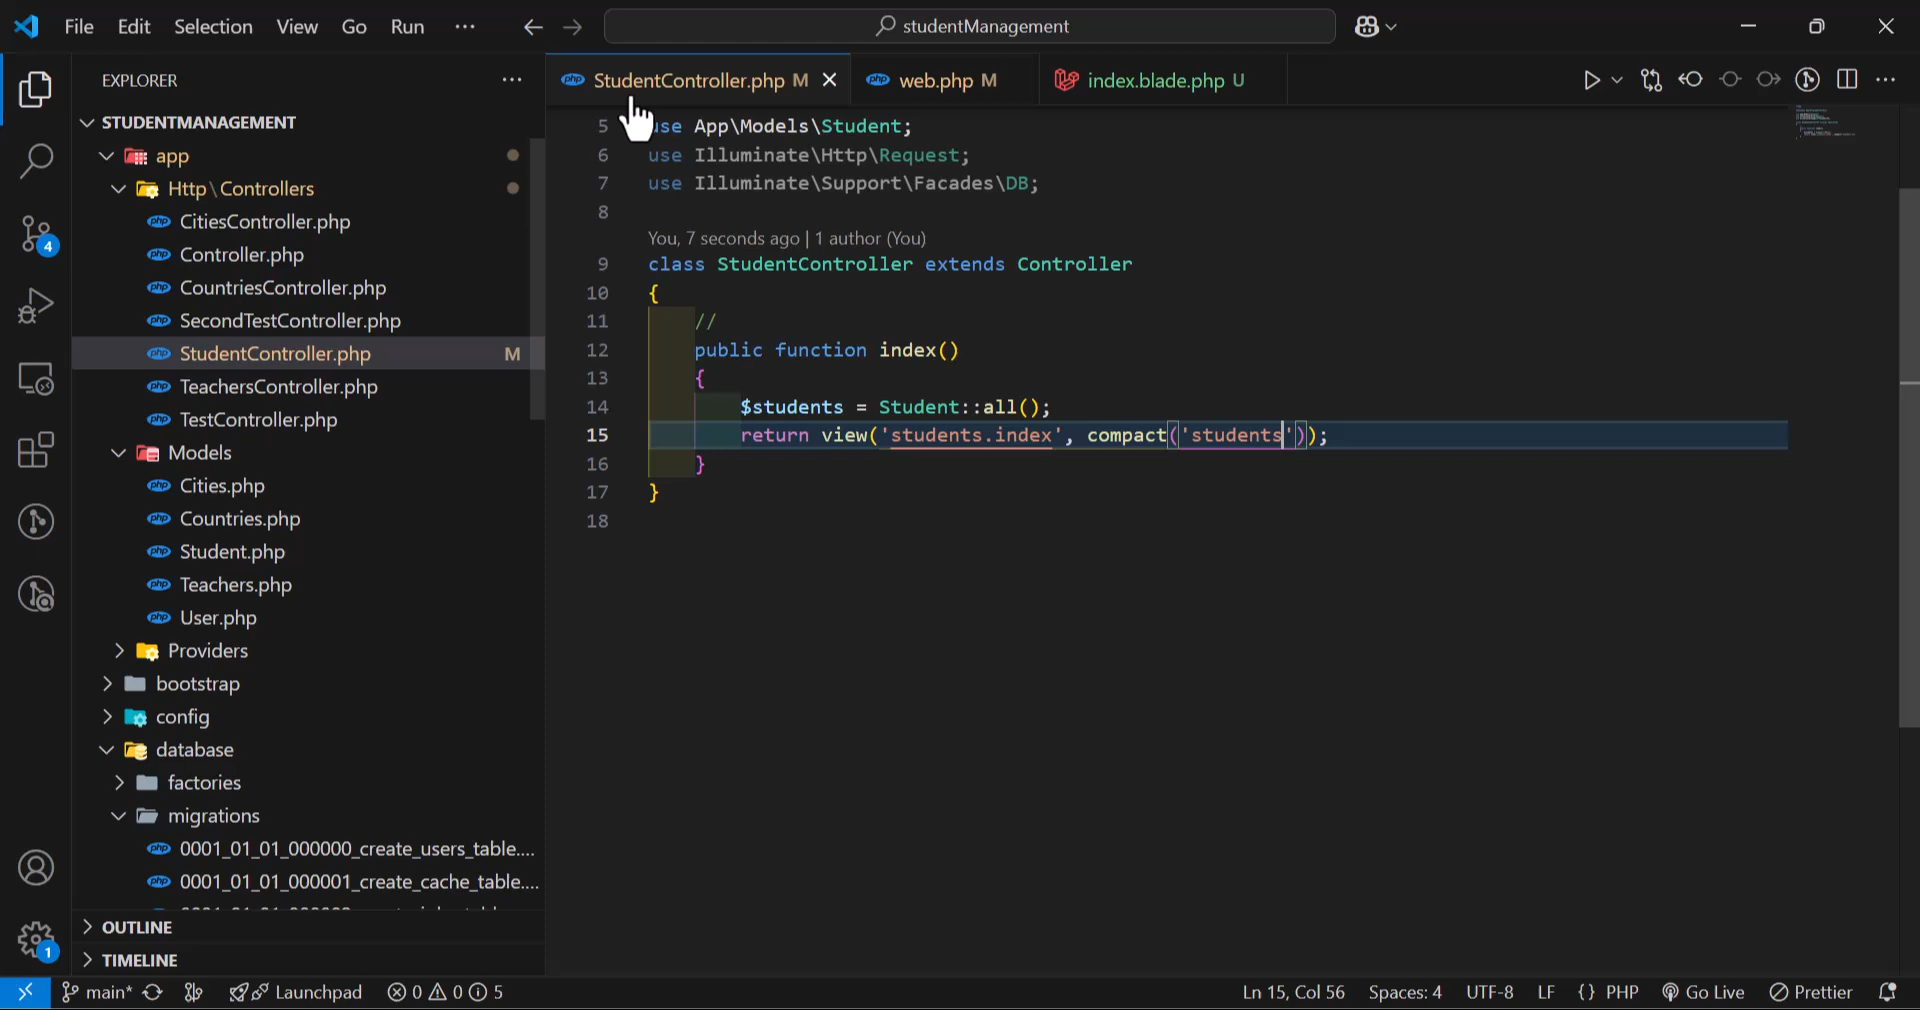 File Edit Selection View Go Run ···
studentManagement
EXPLORER ···
StudentController.php M
web.php M
index.blade.php U
STUDENTMANAGEMENT
app
Http\Controllers
CitiesController.php
Controller.php
CountriesController.php
SecondTestController.php
StudentController.php M
TeachersController.php
TestController.php
Models
Cities.php
Countries.php
Student.php
Teachers.php
User.php
Providers
bootstrap
config
database
factories
migrations
0001_01_01_000000_create_users_table....
0001_01_01_000001_create_cache_table....
OUTLINE
TIMELINE
4
1
5 use App\Models\Student;
6 use Illuminate\Http\Request;
7 use Illuminate\Support\Facades\DB;
8
You, 7 seconds ago | 1 author (You)
9 class StudentController extends Controller
10 {
11 //
12 public function index()
13 {
14 $students = Student::all();
15 return view('students.index', compact('students'));
16 }
17 }
18
main* Launchpad 0 0 5 Ln 15, Col 56 Spaces: 4 UTF-8 LF {} PHP Go Live Prettier